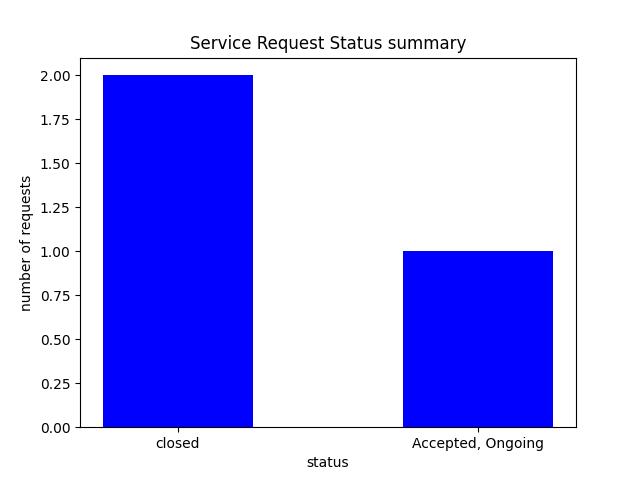 Service Request Status summary
2.00
1.75
1.50
1.25
1.00
0.75
0.50
0.25
0.00
number of requests
closed
Accepted, Ongoing
status